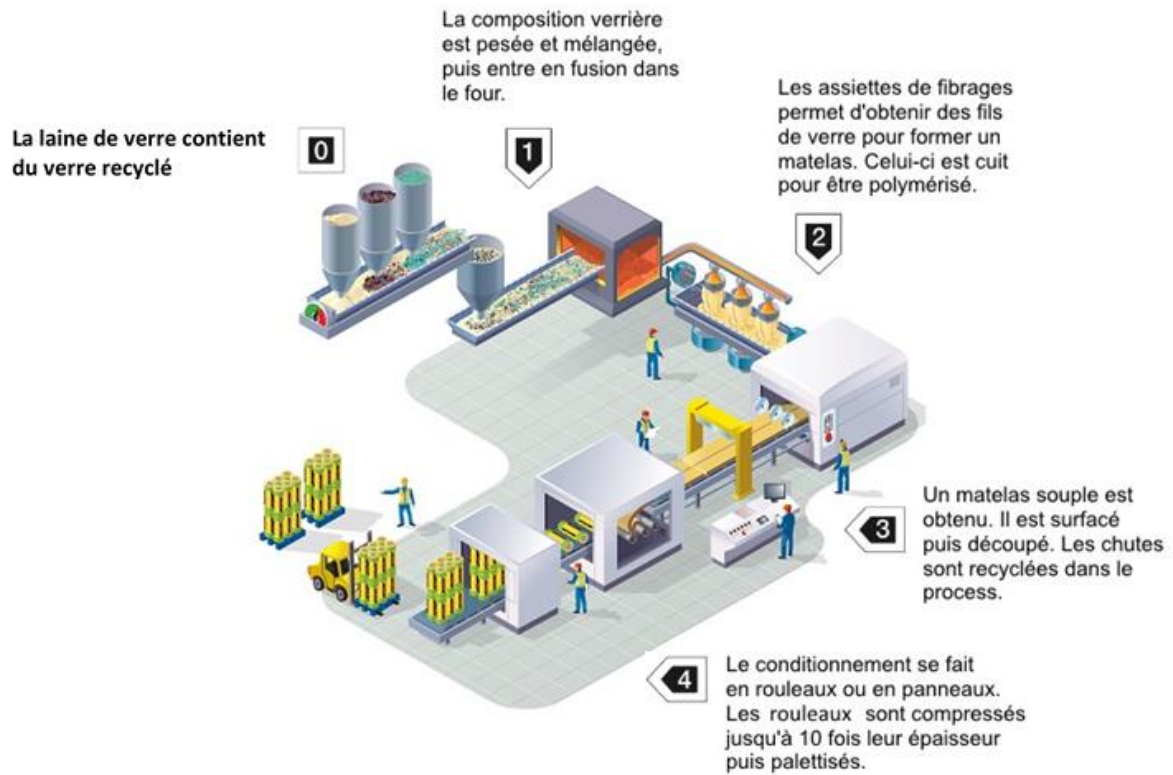 La composition verrière
est pesée et mélangée,
puis entre en fusion dans
le four.
Les assiettes de fibrages
permet d'obtenir des fils
de verre pour former un
matelas. Celui-ci est cuit
pour être polymérisé.
La laine de verre contient
du verre recyclé
0
1
2
Un matelas souple est
obtenu. Il est surfacé
puis découpé. Les chutes
sont recyclées dans le
process.
3
4
Le conditionnement se fait
en rouleaux ou en panneaux.
Les rouleaux sont compressés
jusqu'à 10 fois leur épaisseur
puis palettisés.